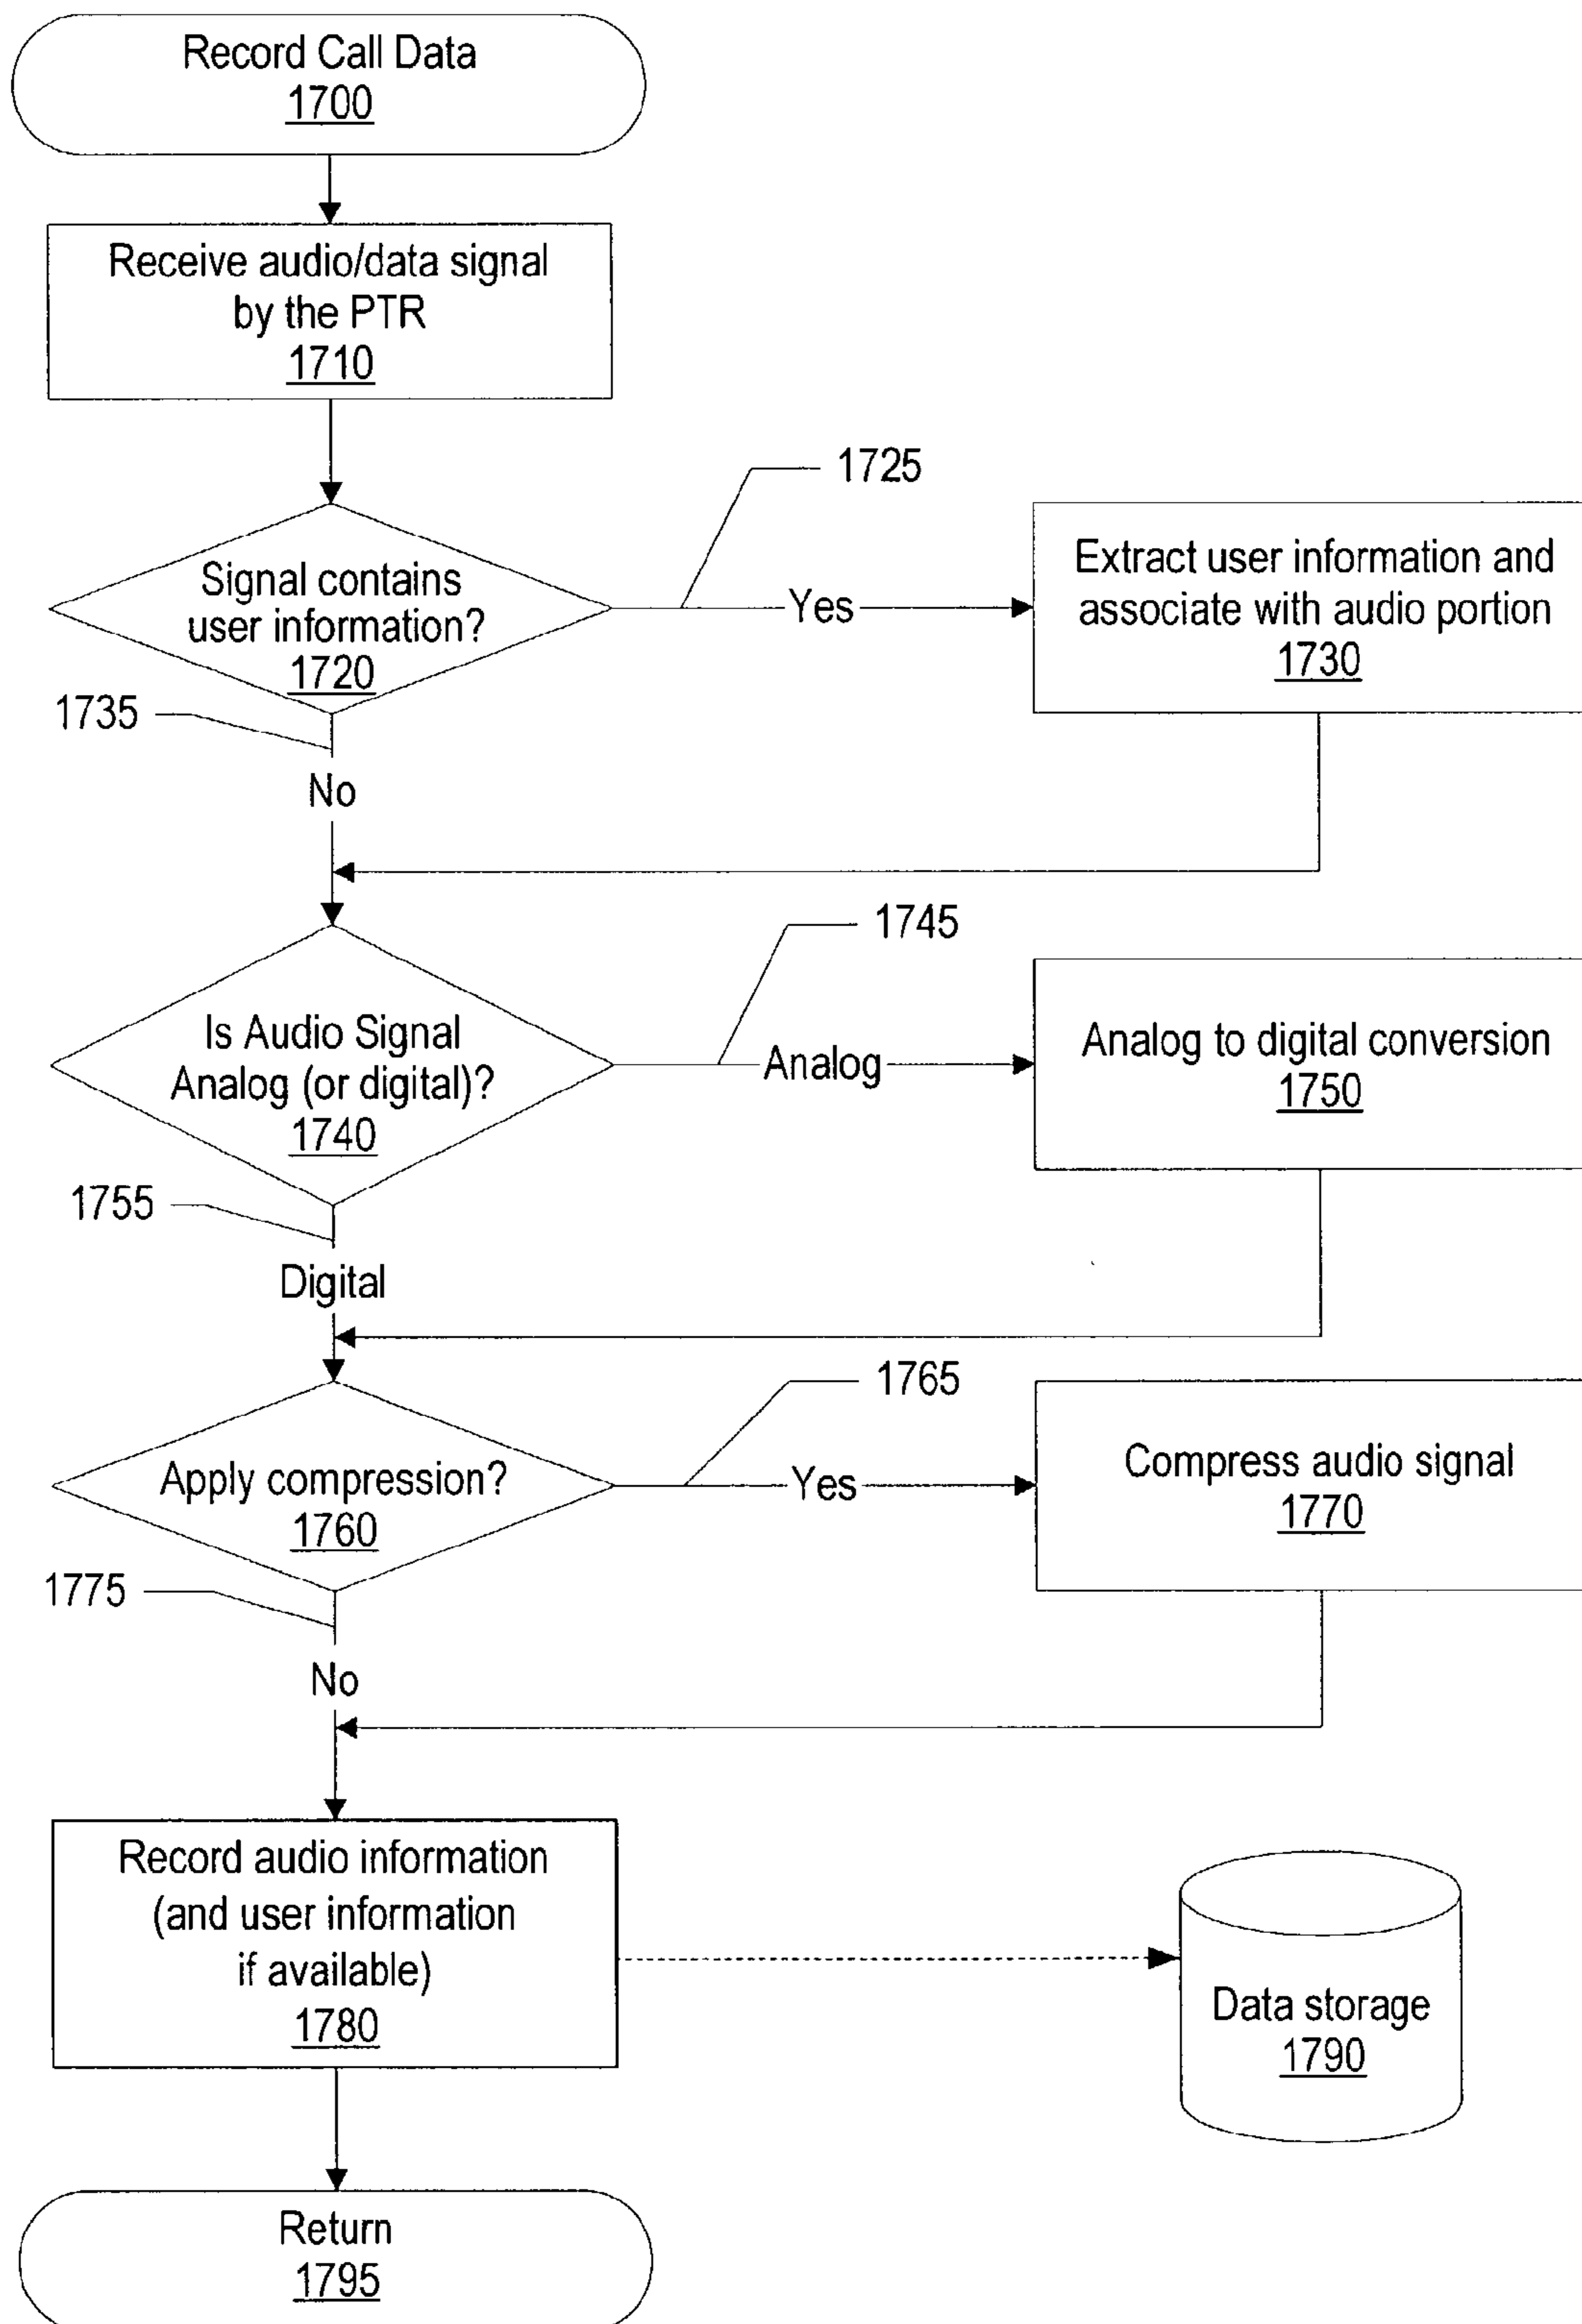 Record Call Data
1700
Receive audio/data signal
by the PTR
1710
1725
Signal contains
user information?
1720
Yes
Extract user information and
associate with audio portion
1730
1735
No
1745
Is Audio Signal
Analog (or digital)?
1740
Analog
Analog to digital conversion
1750
1755
Digital
1765
Apply compression?
1760
Yes
Compress audio signal
1770
1775
No
Record audio information
(and user information
if available)
1780
Data storage
1790
Return
1795